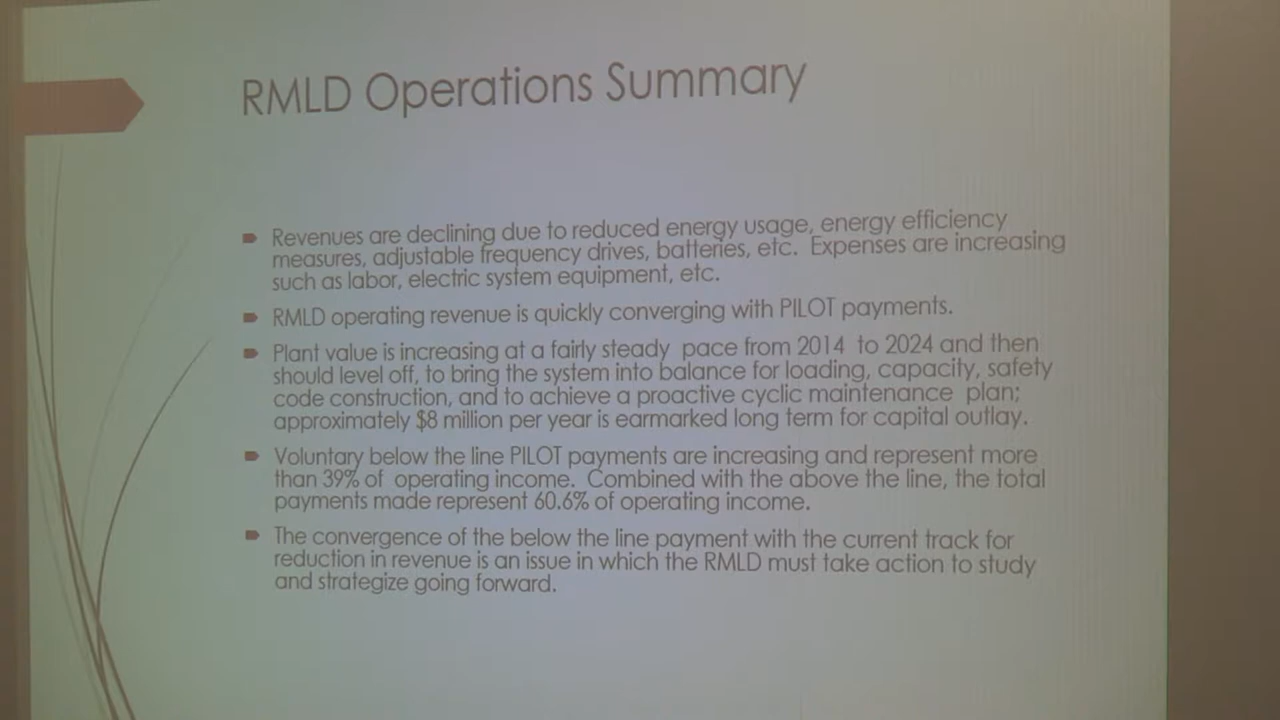 RMLD Operations Summary
Revenues are declining due to reduced energy usage, energy efficiency
measures, adjustable frequency drives, batteries, etc.  Expenses are increasing
such as labor, electric system equipment, etc.
RMLD operating revenue is quickly converging with PILOT payments.
Plant value is increasing at a fairly steady  pace from 2014  to 2024 and then
should level off, to bring the system into balance for loading, capacity, safety
code construction, and to achieve a proactive cyclic maintenance  plan;
approximately $8 million per year is earmarked long term for capital outlay.
Voluntary below the line PILOT payments are increasing and represent more
than 39% of  operating income.  Combined with the above the line, the total
payments made represent 60.6% of operating income.
The convergence of the below the line payment with the current track for
reduction in revenue is an issue in which the RMLD must take action to study
and strategize going forward.